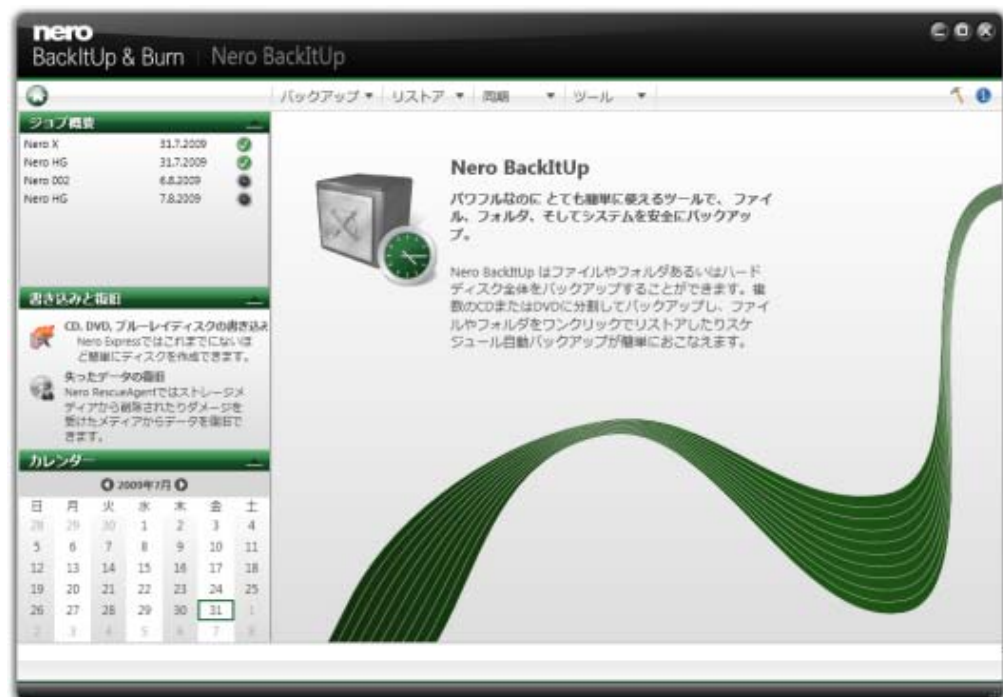 nero
BackItUp & Burn | Nero BackItUp
バックアップ リストア 同期 ツール
ジョブ概要
Nero X 31.7.2009
Nero HG 31.7.2009
Nero 002 6.8.2009
Nero HG 7.8.2009
書き込みと復旧
CD, DVD, ブルーレイディスクの書き込み
Nero Expressではこれまでにないほ
ど簡単にディスクを作成できます。
失ったデータの復旧
Nero RescueAgentではストレージメ
ディアから削除されたりダメージを
受けたメディアからデータを復旧で
きます。
カレンダー
2009年7月
日 月 火 水 木 金 土
28 29 30 1 2 3 4
5 6 7 8 9 10 11
12 13 14 15 16 17 18
19 20 21 22 23 24 25
26 27 28 29 30 31 1
2 3 4 5 6 7 8
Nero BackItUp
パワフルなのに とても簡単に使えるツールで、 ファイ
ル、フォルダ、そしてシステムを安全にバックアッ
プ。
Nero BackItUp はファイルやフォルダあるいはハード
ディスク全体をバックアップすることができます。複
数のCDまたはDVDに分割してバックアップし、ファイ
ルやフォルダをワンクリックでリストアしたりスケ
ジュール自動バックアップが簡単におこなえます。